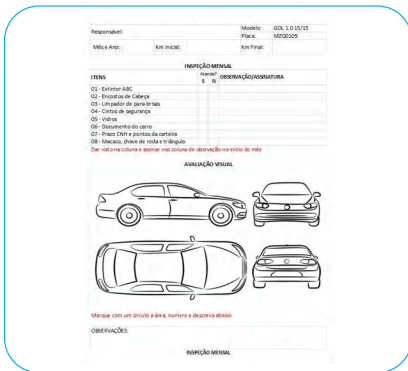 Responsável:
Modelo: GOL 1.0 15/15
Placa: MZQ0105
Mês e Ano: Km Inicial: Km Final:
INSPEÇÃO MENSAL
ITENS Atende? S N OBSERVAÇÃO/ASSINATURA
01 - Extintor ABC
02 - Encostos de Cabeça
03 - Limpador de para-brisas
04 - Cintos de segurança
05 - Vidros
06 - Documento do carro
07 - Prazo CNH e pontos da carteira
08 - Macaco, chave de roda e triângulo
Dar visto na coluna e assinar nas coluna de observação no início do mês
AVALIAÇÃO VISUAL
Marque com um círculo a área, numere e descreva abaixo
OBSERVAÇÕES:
INSPEÇÃO MENSAL